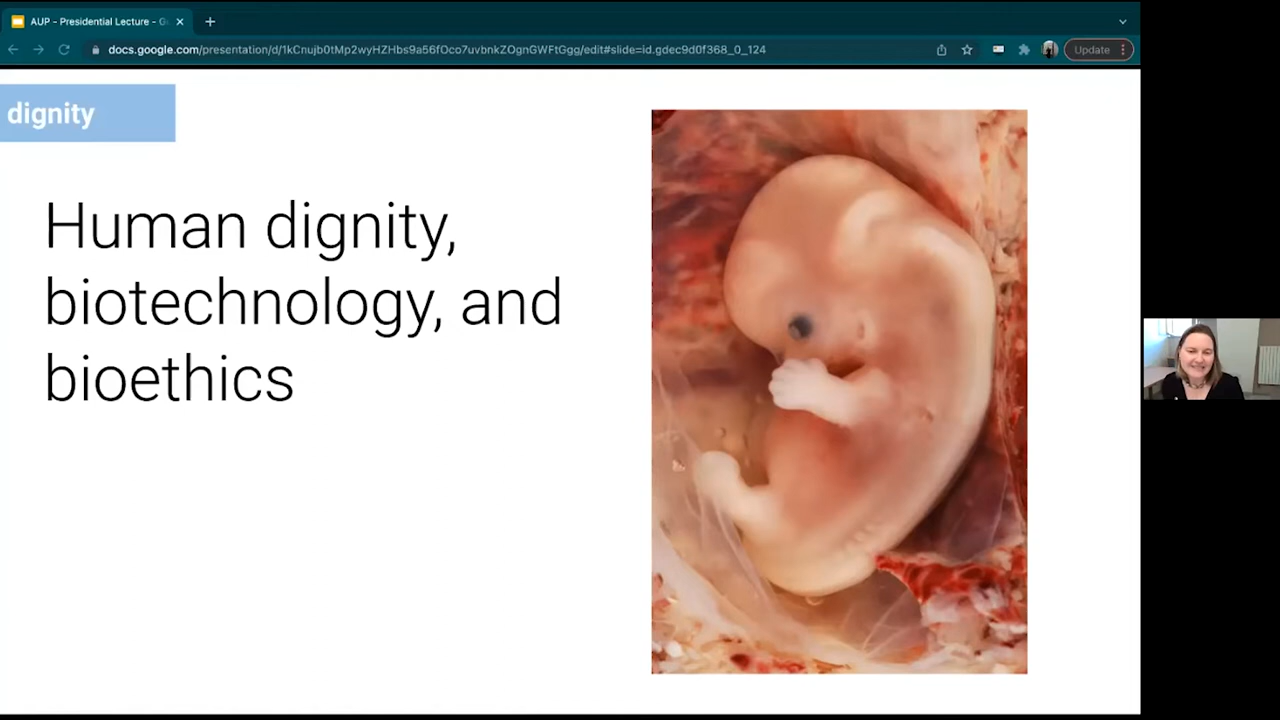 AUP - Presidential Lecture - G
docs.google.com/presentation/d/1kCnujb0tMp2wyHZHbs9a56fOco7uvbnkZOgnGWFtGgg/edit#slide=id.gdec9d0f368_0_124
Update
dignity
Human dignity,
biotechnology, and
bioethics